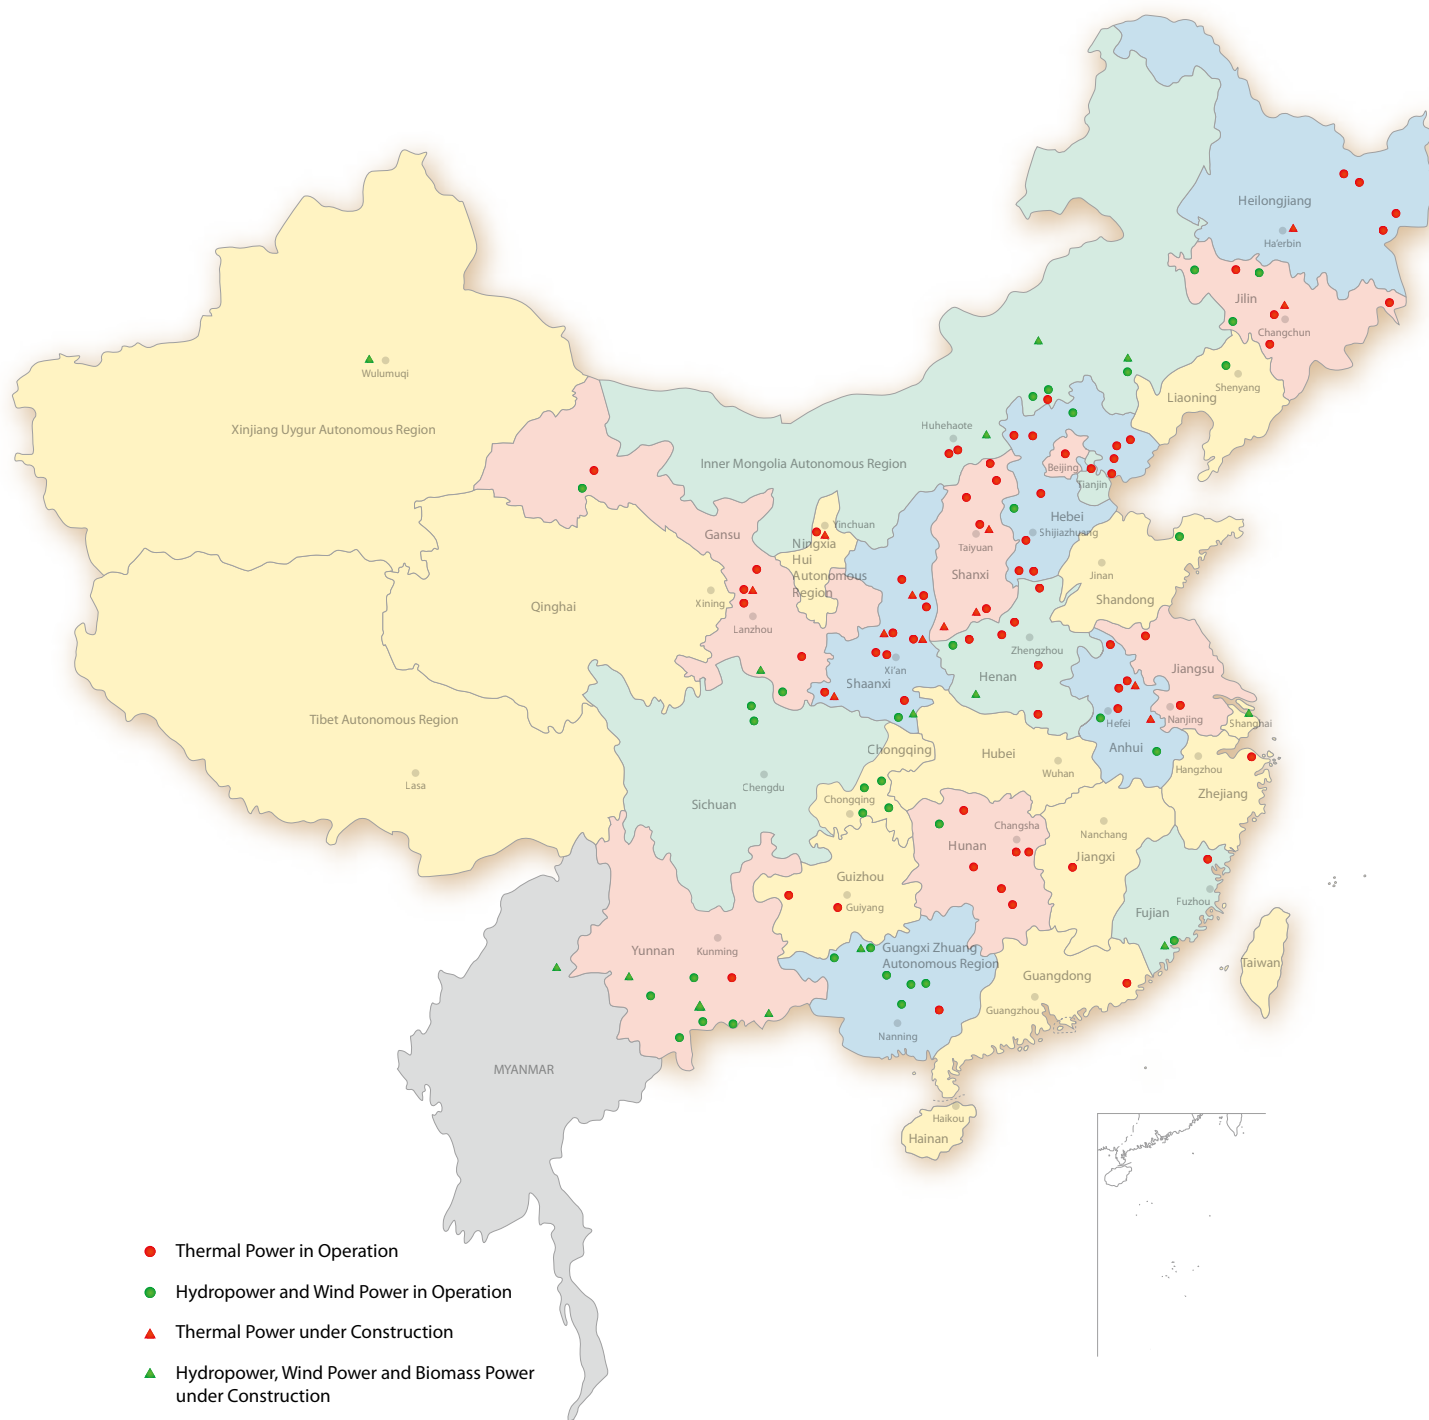 Heilongjiang
Ha'erbin
Jilin
Changchun
Wulumuqi
Shenyang
Liaoning
Xinjiang Uygur Autonomous Region
Huhehaote
Inner Mongolia Autonomous Region
Beijing
Tianjin
Hebei
Shijiazhuang
Yinchuan
Gansu
Ningxia
Hui
Autonomous
Region
Taiyuan
Shanxi
Jinan
Shandong
Qinghai
Xining
Lanzhou
Zhengzhou
Henan
Xi'an
Shaanxi
Jiangsu
Tibet Autonomous Region
Hefei
Nanjing
Shanghai
Anhui
Chongqing
Hubei
Wuhan
Hangzhou
Zhejiang
Lasa
Chengdu
Sichuan
Chongqing
Changsha
Hunan
Nanchang
Jiangxi
Guizhou
Guiyang
Fuzhou
Fujian
Yunnan
Kunming
Guangxi Zhuang
Autonomous Region
Guangdong
Guangzhou
Taiwan
Nanning
MYANMAR
Haikou
Hainan
Thermal Power in Operation
Hydropower and Wind Power in Operation
Thermal Power under Construction
Hydropower, Wind Power and Biomass Power
under Construction